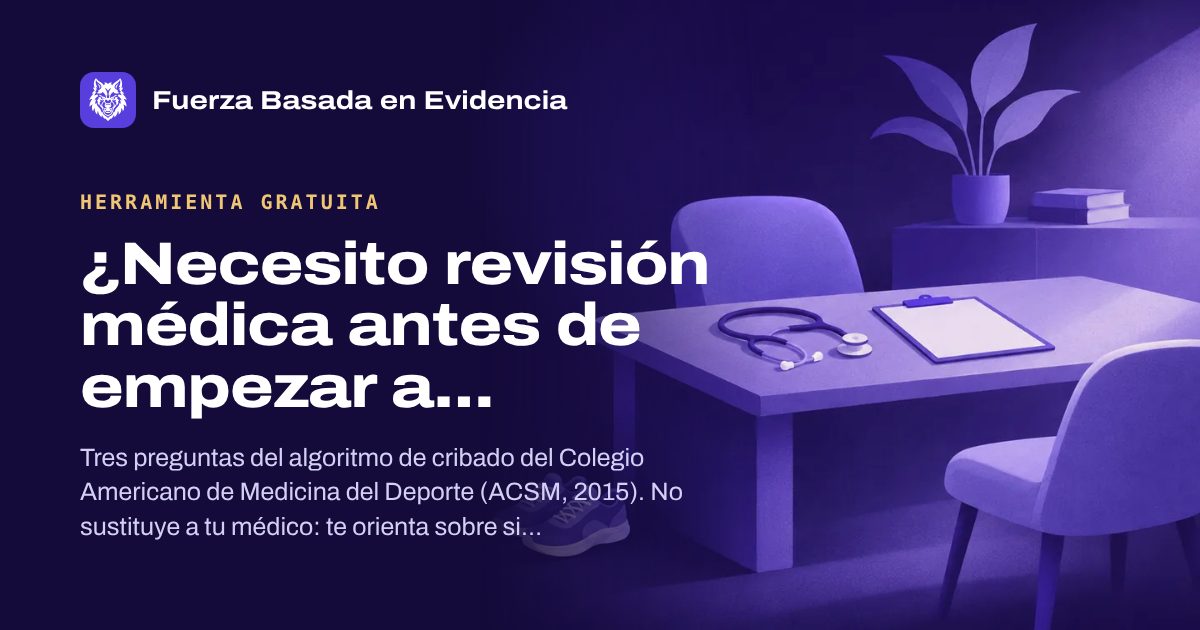 Fuerza Basada en Evidencia
HERRAMIENTA GRATUITA
¿Necesito revisión
médica antes de
empezar a...
Tres preguntas del algoritmo de cribado del Colegio
Americano de Medicina del Deporte (ACSM, 2015). No
sustituye a tu médico: te orienta sobre si...